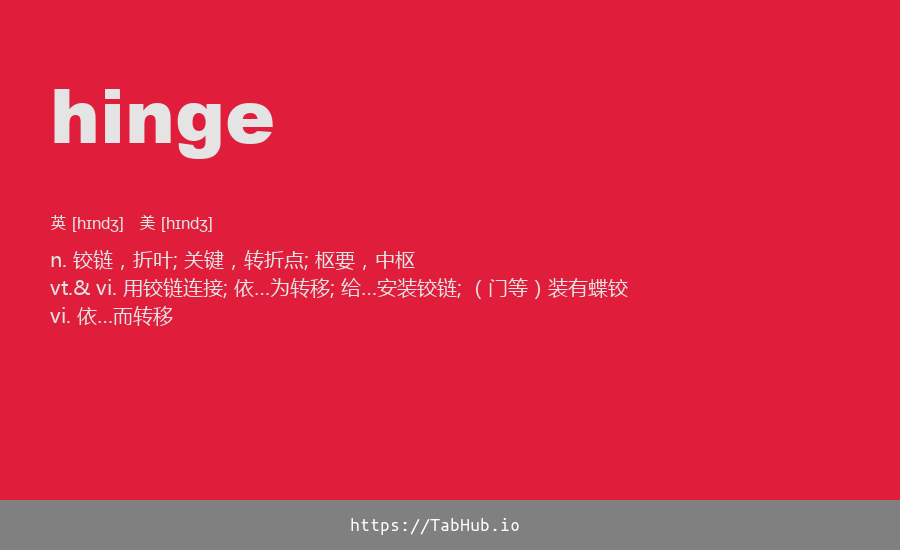 hinge
英 [hɪndʒ] 美 [hɪndʒ]
n. 铰链，折叶; 关键，转折点; 枢要，中枢
vt.& vi. 用铰链连接; 依…为转移; 给…安装铰链; （门等）装有蝶铰
vi. 依…而转移
https://TabHub.io